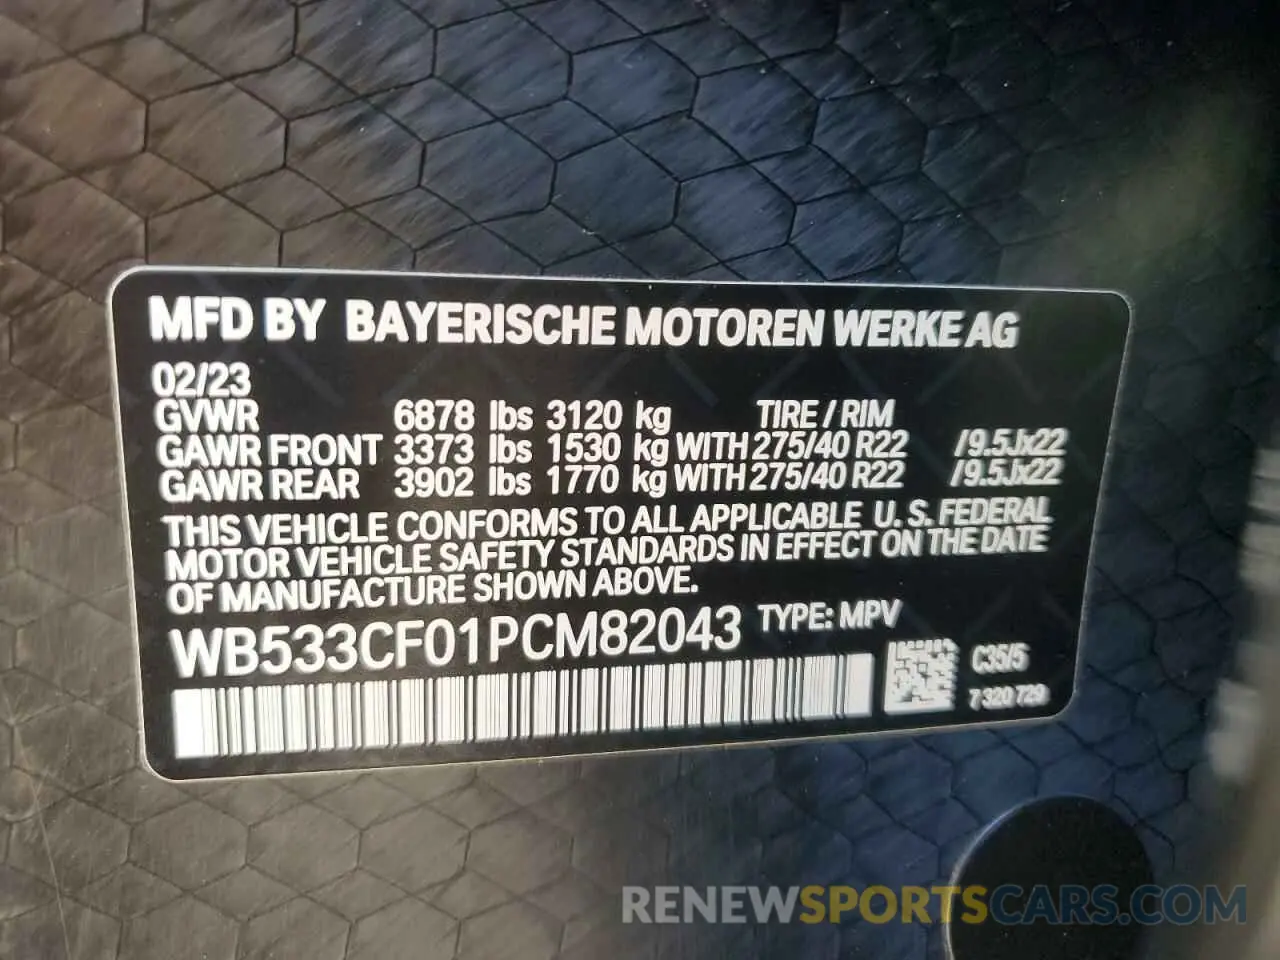 MFD BY BAYERISCHE MOTOREN WERKE AG
02/23
GVWR 6878 lbs 3120 kg TIRE / RIM
GAWR FRONT 3373 lbs 1530 kg WITH 275/40 R22 /9.5Jx22
GAWR REAR 3902 lbs 1770 kg WITH 275/40 R22 /9.5Jx22
THIS VEHICLE CONFORMS TO ALL APPLICABLE U.S. FEDERAL
MOTOR VEHICLE SAFETY STANDARDS IN EFFECT ON THE DATE
OF MANUFACTURE SHOWN ABOVE.
WB533CF01PCM82043 TYPE: MPV
C35/5
7 320 729
RENEWSPORTSCARS.COM